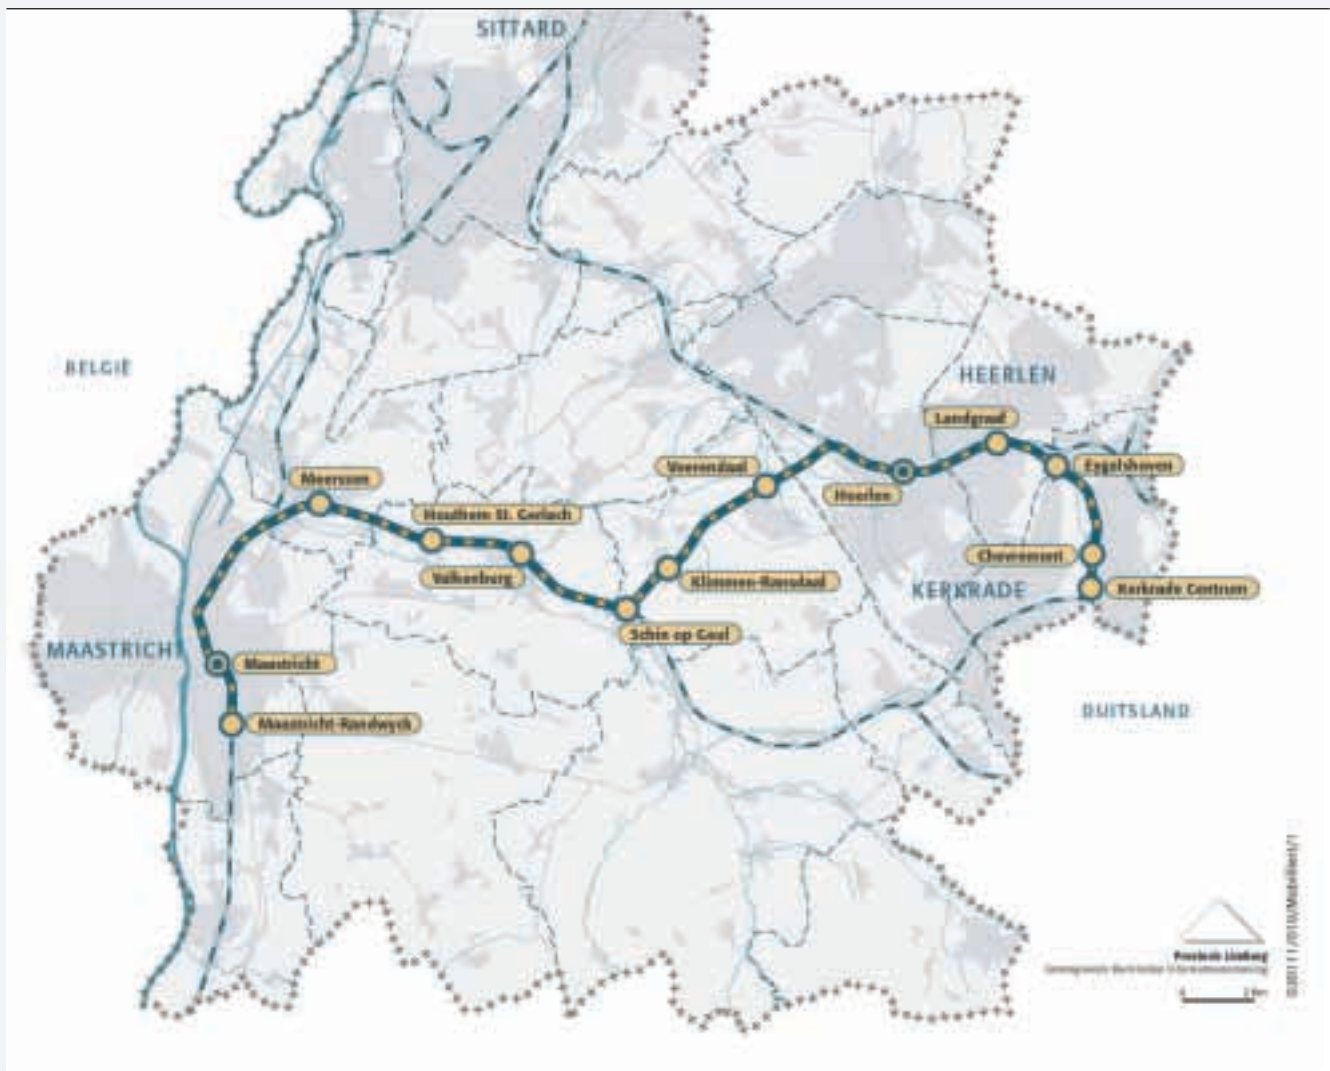 SITTARD
BELGIË
HEERLEN
Landgraaf
Voerendaal
Eygelshoven
Meerssen
Heerlen
Houthem St. Gerlach
Chevremont
Valkenburg
Klimmen-Ransdaal
KERKRADE
Kerkrade Centrum
Schin op Geul
MAASTRICHT
Maastricht
DUITSLAND
Maastricht-Randwyck
Provincie Limburg
0